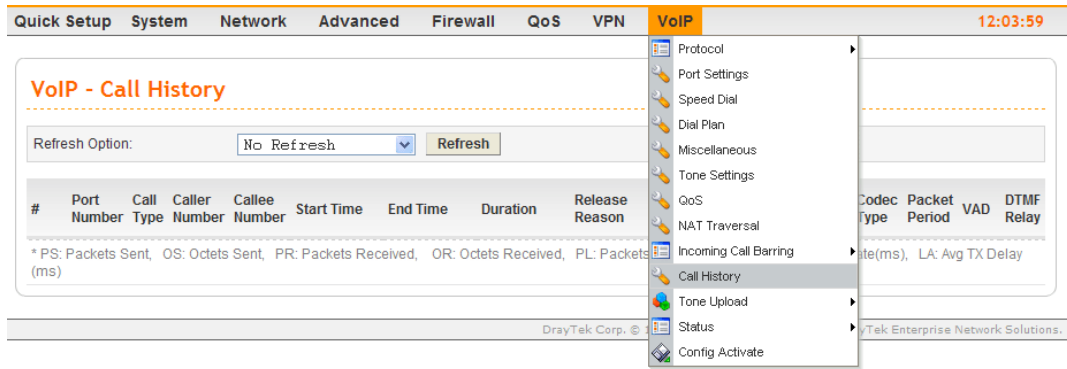 Quick Setup System Network Advanced Firewall QoS VPN VoIP 12:03:59
Protocol
Port Settings
Speed Dial
Dial Plan
Miscellaneous
Tone Settings
QoS
NAT Traversal
Incoming Call Barring
Call History
Tone Upload
Status
Config Activate
VoIP - Call History
Refresh Option: No Refresh Refresh
# Port Number Call Type Caller Number Callee Number Start Time End Time Duration Release Reason Codec Type Packet Period VAD DTMF Relay
* PS: Packets Sent, OS: Octets Sent, PR: Packets Received, OR: Octets Received, PL: Packets (ms), LA: Avg TX Delay
(ms)
DrayTek Corp. © Enterprise Network Solutions.